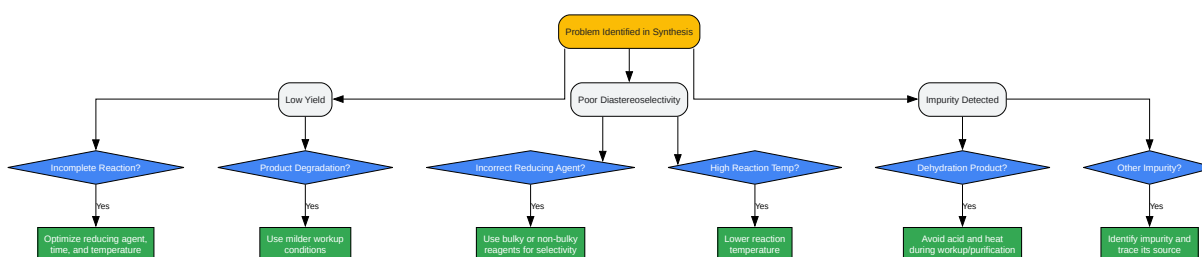 Problem Identified in Synthesis
Low Yield
Poor Diastereoselectivity
Impurity Detected
Incomplete Reaction?
Product Degradation?
Incorrect Reducing Agent?
High Reaction Temp?
Dehydration Product?
Other Impurity?
Yes
Yes
Yes
Yes
Yes
Yes
Optimize reducing agent,
time, and temperature
Use milder workup
conditions
Use bulky or non-bulky
reagents for selectivity
Lower reaction
temperature
Avoid acid and heat
during workup/purification
Identify impurity and
trace its source